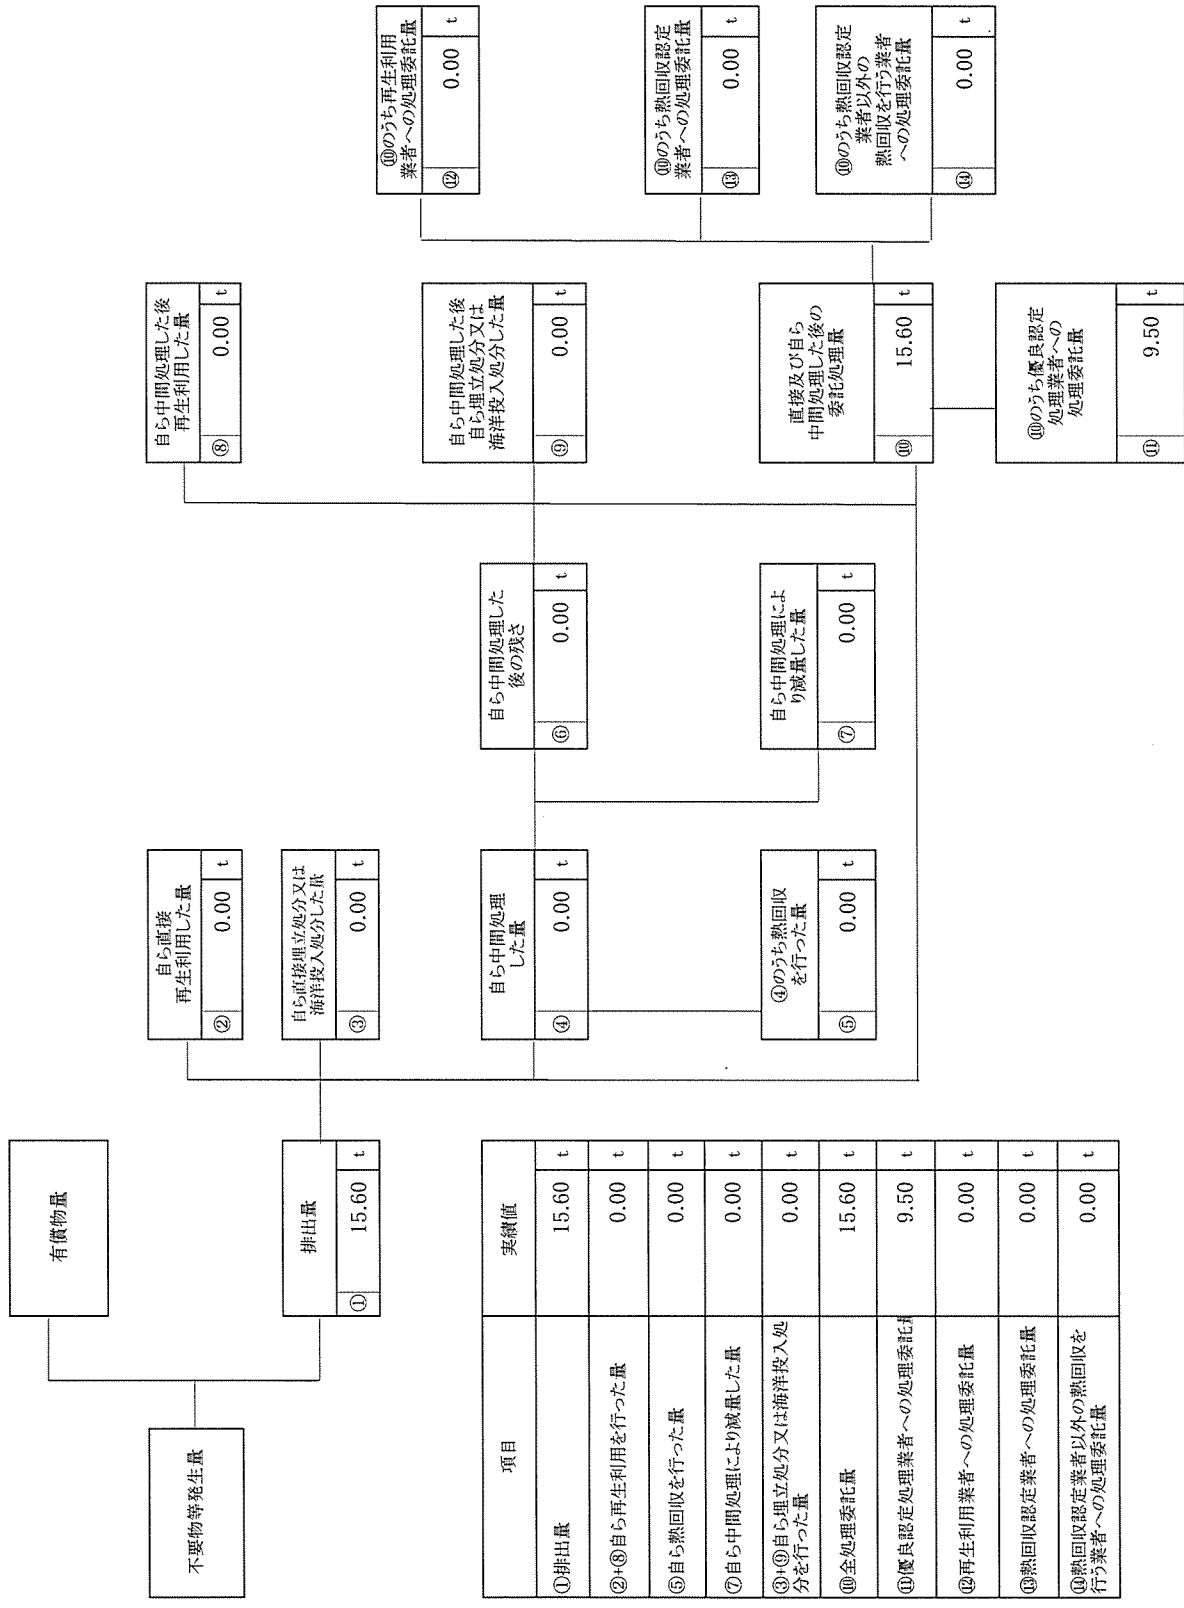 不要物等発生量
有償物量
排出量
① 15.60 t
自ら直接
再生利用した量
② 0.00 t
自ら直接埋立処分又は
海洋投入処分した量
③ 0.00 t
自ら中間処理
した量
④ 0.00 t
④のうち熱回収
を行った量
⑤ 0.00 t
自ら中間処理した
後の残さ
⑥ 0.00 t
自ら中間処理によ
り減量した量
⑦ 0.00 t
自ら中間処理した後
再生利用した量
⑧ 0.00 t
自ら中間処理した後
自ら埋立処分又は
海洋投入処分した量
⑨ 0.00 t
直接及び自ら
中間処理した後の
委託処理量
⑩ 15.60 t
⑩のうち優良認定
処理業者への
処理委託量
⑪ 9.50 t
⑩のうち再生利用
業者への処理委託量
⑫ 0.00 t
⑩のうち熱回収認定
業者への処理委託量
⑬ 0.00 t
⑩のうち熱回収認定
業者以外の
熱回収を行う業者
への処理委託量
⑭ 0.00 t
項目 実績値
①排出量 15.60 t
②+⑧自ら再生利用を行った量 0.00 t
⑤自ら熱回収を行った量 0.00 t
⑦自ら中間処理により減量した量 0.00 t
③+⑨自ら埋立処分又は海洋投入処
分を行った量 0.00 t
⑩全処理委託量 15.60 t
⑪優良認定処理業者への処理委託量 9.50 t
⑫再生利用業者への処理委託量 0.00 t
⑬熱回収認定業者への処理委託量 0.00 t
⑭熱回収認定業者以外の熱回収を
行う業者への処理委託量 0.00 t